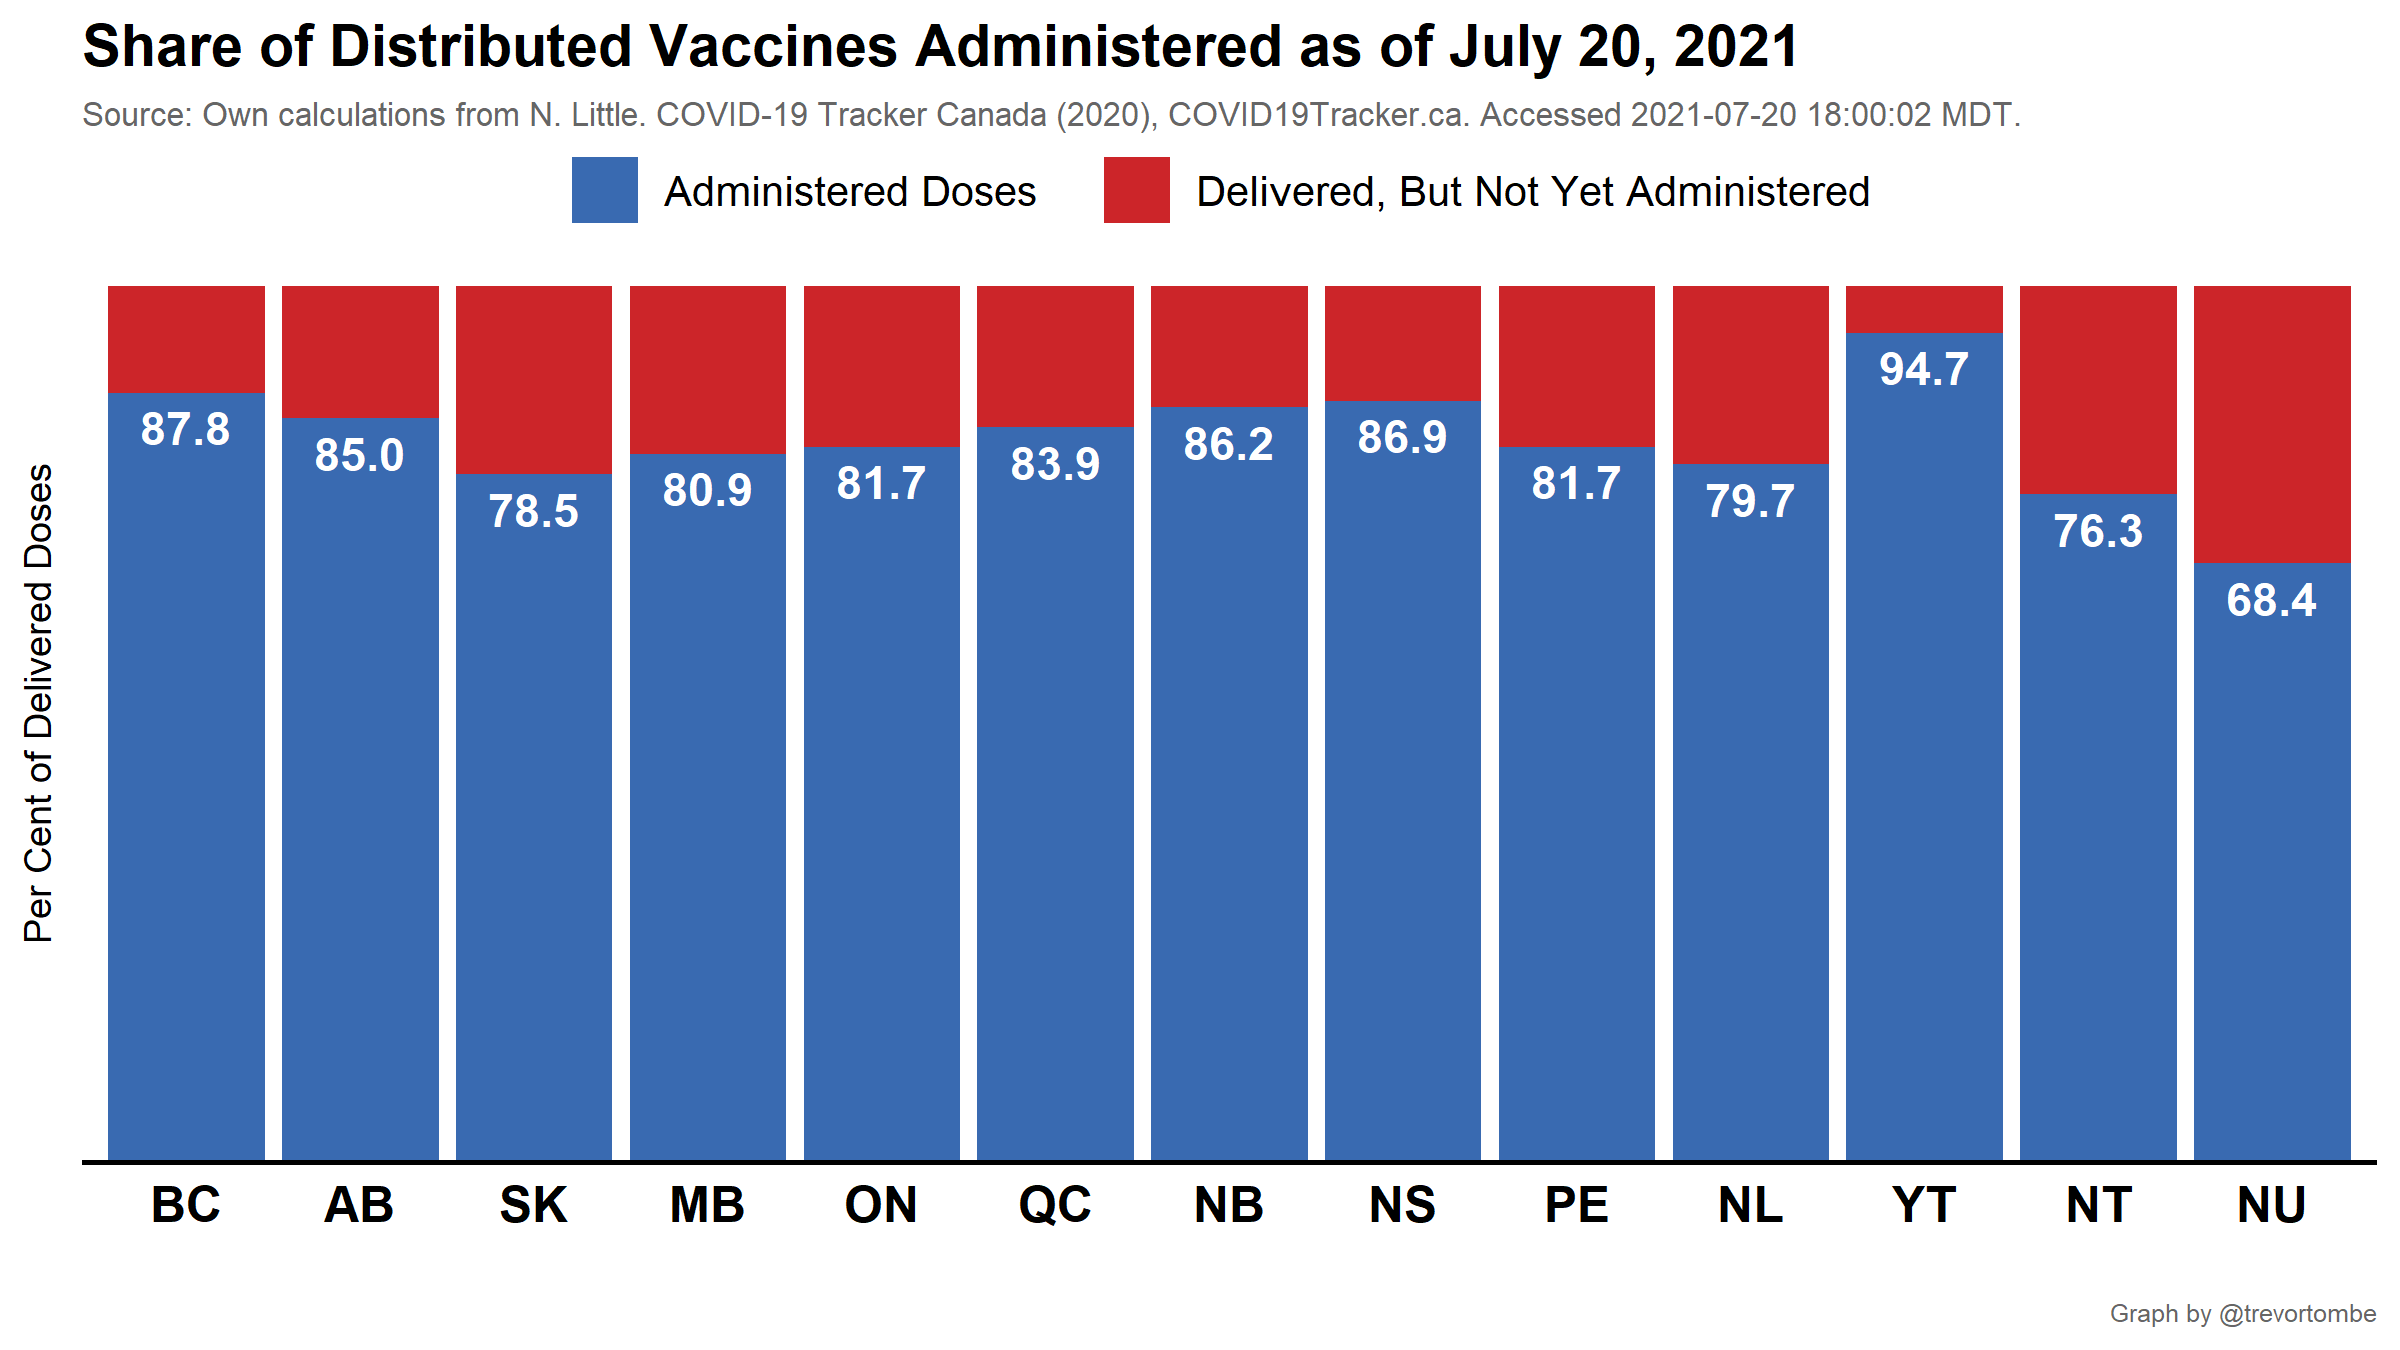 Share of Distributed Vaccines Administered as of July 20, 2021
Source: Own calculations from N. Little. COVID-19 Tracker Canada (2020), COVID19Tracker.ca. Accessed 2021-07-20 18:00:02 MDT.
Administered Doses Delivered, But Not Yet Administered
Per Cent of Delivered Doses
87.8 85.0 78.5 80.9 81.7 83.9 86.2 86.9 81.7 79.7 94.7 76.3 68.4
BC AB SK MB ON QC NB NS PE NL YT NT NU
Graph by @trevortombe